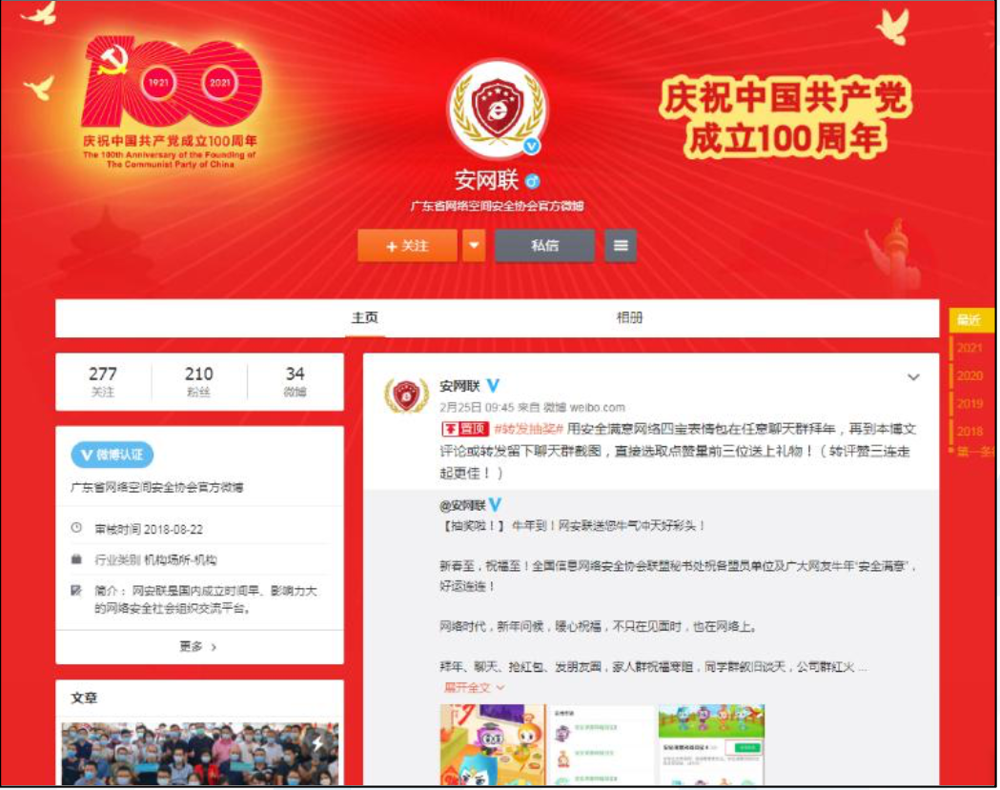 1921
2021
庆祝中国共产党成立100周年
The 100th Anniversary of the Founding of
The Communist Party of China
庆祝中国共产党
成立100周年
安网联
广东省网络空间安全协会官方微博
+关注
私信
主页
相册
最近
2021
2020
2019
2018
277
关注
210
粉丝
34
微博
微博认证
广东省网络空间安全协会官方微博
审核时间 2018-08-22
行业类别 机构场所-机构
简介: 网安联是国内成立时间早、影响力大
的网络安全社会组织交流平台。
更多 ›
文章
安网联
2月25日 09:45 来自 微博 weibo.com
置顶 #转发抽奖# 用安全满意网络四宝表情包在任意聊天群拜年,再到本博文
评论或转发留下聊天群截图,直接选取点赞量前三位送上礼物!(转评赞三连走
起更佳!)
@安网联
【抽奖啦!】 牛年到!网安联送您牛气冲天好彩头!
新春至,祝福至!全国信息网络安全协会联盟秘书处祝各盟员单位及广大网友牛年“安全满意”,
好运连连!
网络时代,新年问候,暖心祝福,不只在见面时,也在网络上。
拜年、聊天、抢红包、发朋友圈,家人群祝福寒暄,同学群叙旧谈天,公司群红火 ...
展开全文